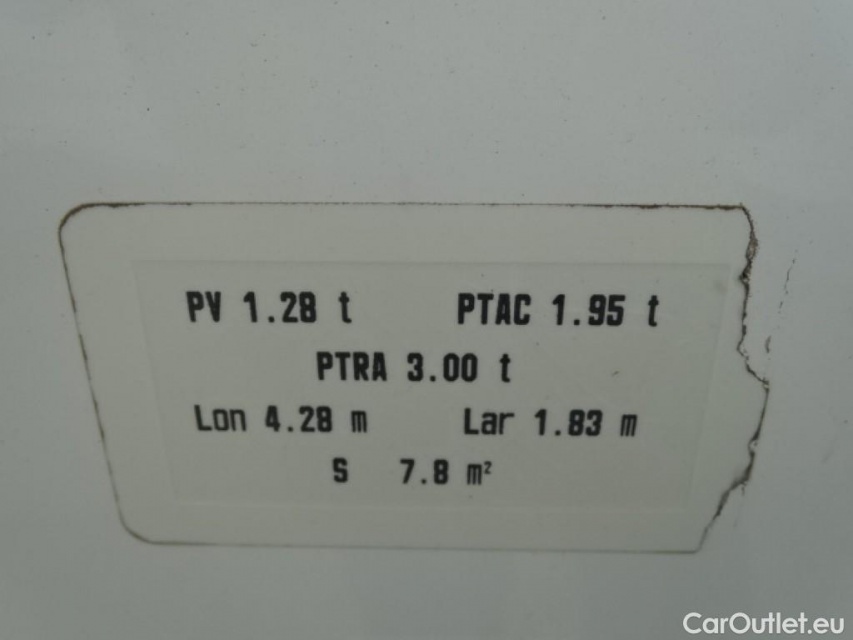 PV 1.28 t PTAC 1.95 t
PTRA 3.00 t
Lon 4.28 m Lar 1.83 m
S 7.8 m²
CarOutlet.eu